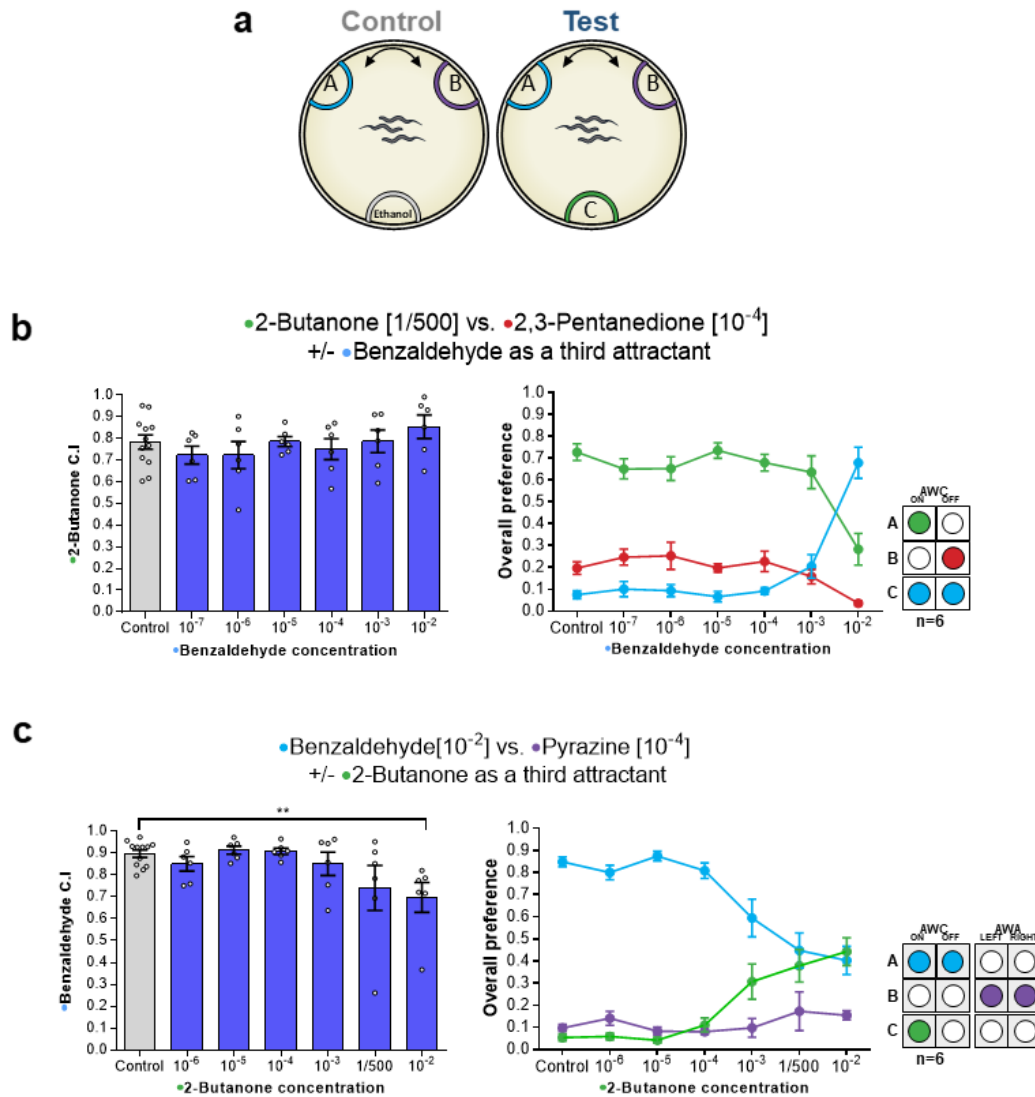 a
Control
Test
A
B
Ethanol
A
B
C
b
2-Butanone [1/500] vs. 2,3-Pentanedione [10⁻⁴]
+/- Benzaldehyde as a third attractant
2-Butanone C.I
1.0
0.9
0.8
0.7
0.6
0.5
0.4
0.3
0.2
0.1
0.0
Control 10⁻⁷ 10⁻⁶ 10⁻⁵ 10⁻⁴ 10⁻³ 10⁻²
Benzaldehyde concentration
Overall preference
1.0
0.9
0.8
0.7
0.6
0.5
0.4
0.3
0.2
0.1
0.0
Control 10⁻⁷ 10⁻⁶ 10⁻⁵ 10⁻⁴ 10⁻³ 10⁻²
Benzaldehyde concentration
AWC
ON OFF
A
B
C
n=6
c
Benzaldehyde[10⁻²] vs. Pyrazine [10⁻⁴]
+/- 2-Butanone as a third attractant
Benzaldehyde C.I
**
1.0
0.9
0.8
0.7
0.6
0.5
0.4
0.3
0.2
0.1
0.0
Control 10⁻⁶ 10⁻⁵ 10⁻⁴ 10⁻³ 1/500 10⁻²
2-Butanone concentration
Overall preference
1.0
0.9
0.8
0.7
0.6
0.5
0.4
0.3
0.2
0.1
0.0
Control 10⁻⁶ 10⁻⁵ 10⁻⁴ 10⁻³ 1/500 10⁻²
2-Butanone concentration
AWC AWA
ON OFF LEFT RIGHT
A
B
C
n=6